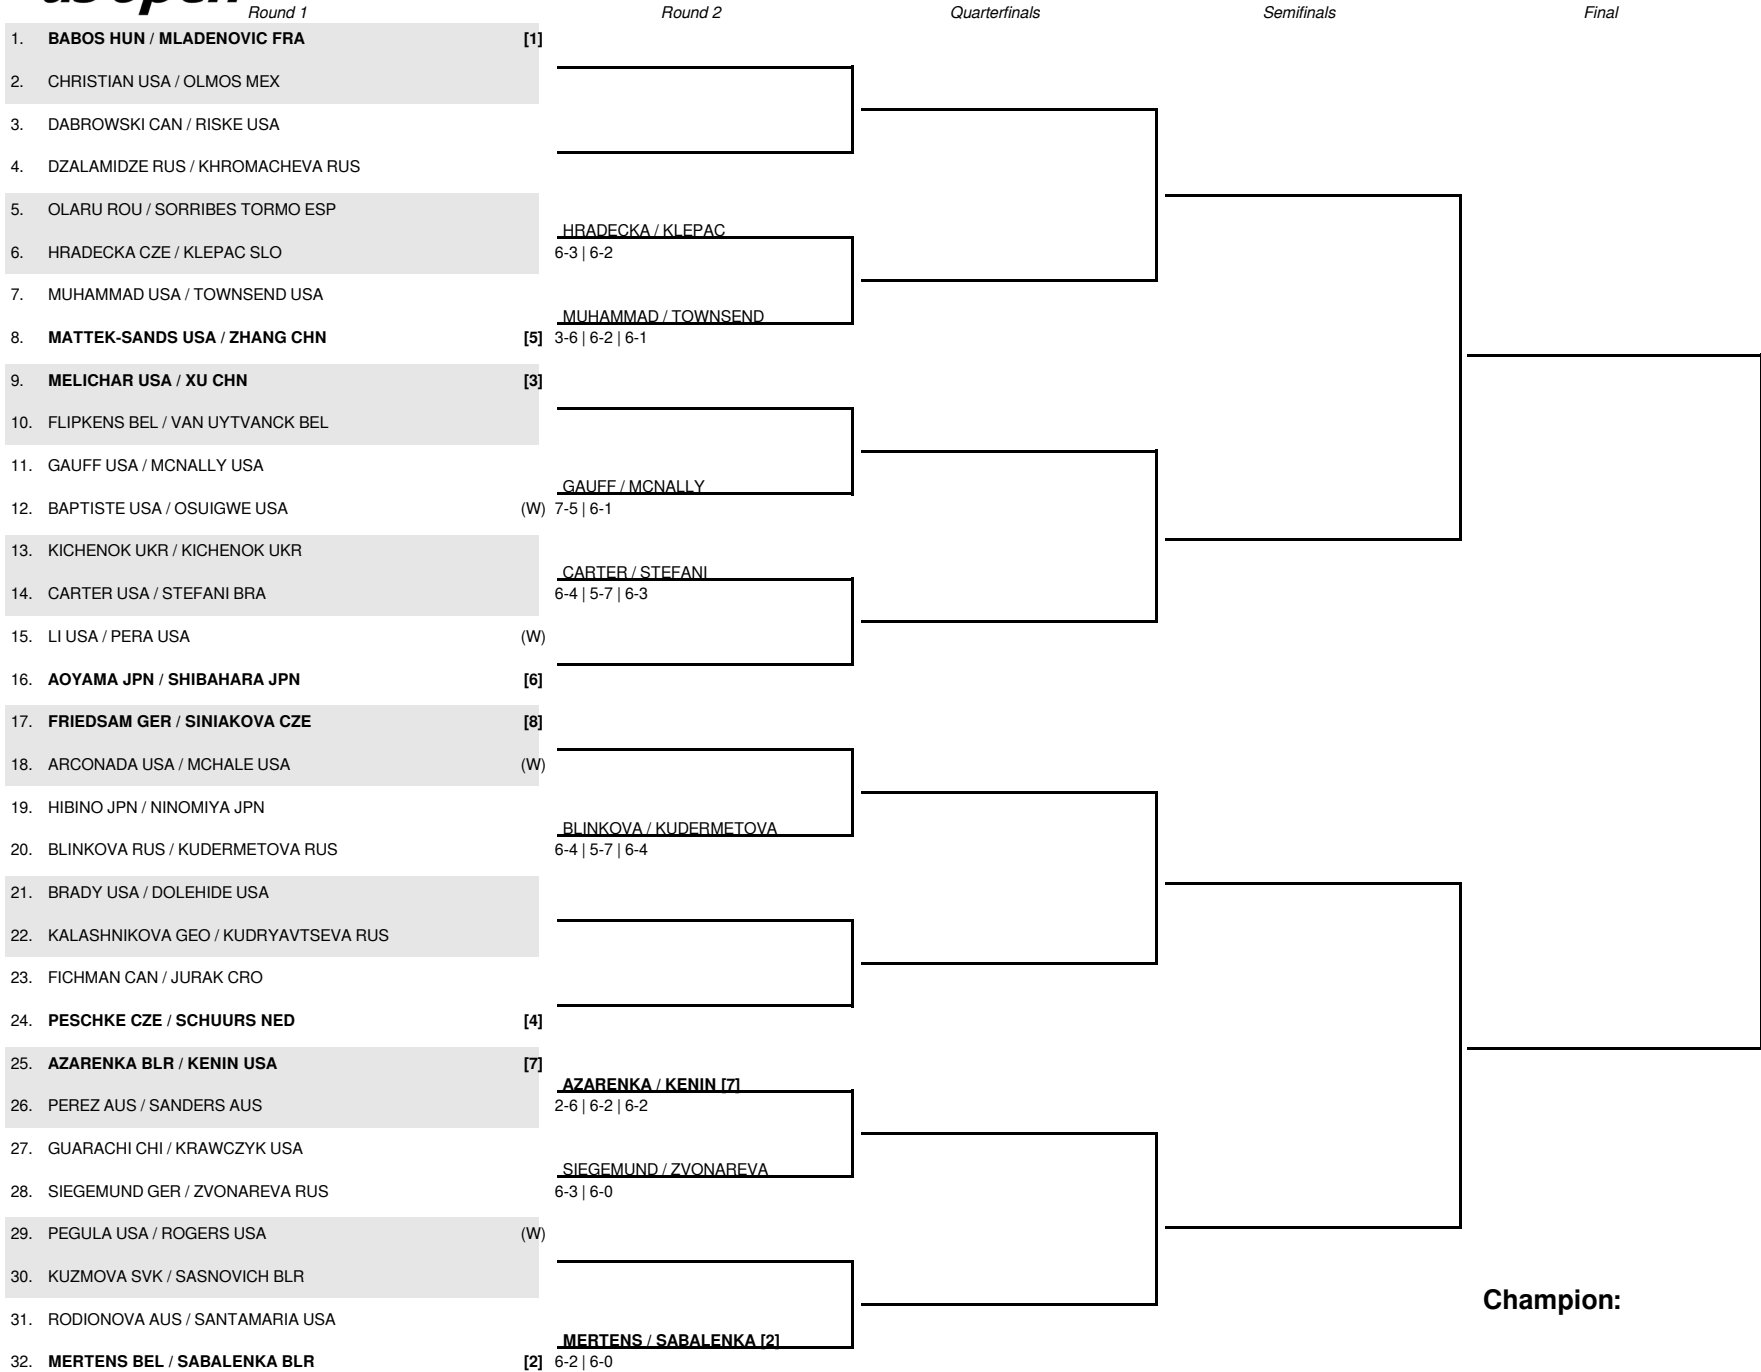 us open
Round 1 Round 2 Quarterfinals Semifinals Final
1. BABOS HUN / MLADENOVIC FRA [1]
2. CHRISTIAN USA / OLMOS MEX
3. DABROWSKI CAN / RISKE USA
4. DZALAMIDZE RUS / KHROMACHEVA RUS
5. OLARU ROU / SORRIBES TORMO ESP
HRADECKA / KLEPAC
6. HRADECKA CZE / KLEPAC SLO 6-3 | 6-2
7. MUHAMMAD USA / TOWNSEND USA
MUHAMMAD / TOWNSEND
8. MATTEK-SANDS USA / ZHANG CHN [5] 3-6 | 6-2 | 6-1
9. MELICHAR USA / XU CHN [3]
10. FLIPKENS BEL / VAN UYTVANCK BEL
11. GAUFF USA / MCNALLY USA
GAUFF / MCNALLY
12. BAPTISTE USA / OSUIGWE USA (W) 7-5 | 6-1
13. KICHENOK UKR / KICHENOK UKR
CARTER / STEFANI
14. CARTER USA / STEFANI BRA 6-4 | 5-7 | 6-3
15. LI USA / PERA USA (W)
16. AOYAMA JPN / SHIBAHARA JPN [6]
17. FRIEDSAM GER / SINIAKOVA CZE [8]
18. ARCONADA USA / MCHALE USA (W)
19. HIBINO JPN / NINOMIYA JPN
BLINKOVA / KUDERMETOVA
20. BLINKOVA RUS / KUDERMETOVA RUS 6-4 | 5-7 | 6-4
21. BRADY USA / DOLEHIDE USA
22. KALASHNIKOVA GEO / KUDRYAVTSEVA RUS
23. FICHMAN CAN / JURAK CRO
24. PESCHKE CZE / SCHUURS NED [4]
25. AZARENKA BLR / KENIN USA [7]
AZARENKA / KENIN [7]
26. PEREZ AUS / SANDERS AUS 2-6 | 6-2 | 6-2
27. GUARACHI CHI / KRAWCZYK USA
SIEGEMUND / ZVONAREVA
28. SIEGEMUND GER / ZVONAREVA RUS 6-3 | 6-0
29. PEGULA USA / ROGERS USA (W)
30. KUZMOVA SVK / SASNOVICH BLR
Champion:
31. RODIONOVA AUS / SANTAMARIA USA
MERTENS / SABALENKA [2]
32. MERTENS BEL / SABALENKA BLR [2] 6-2 | 6-0